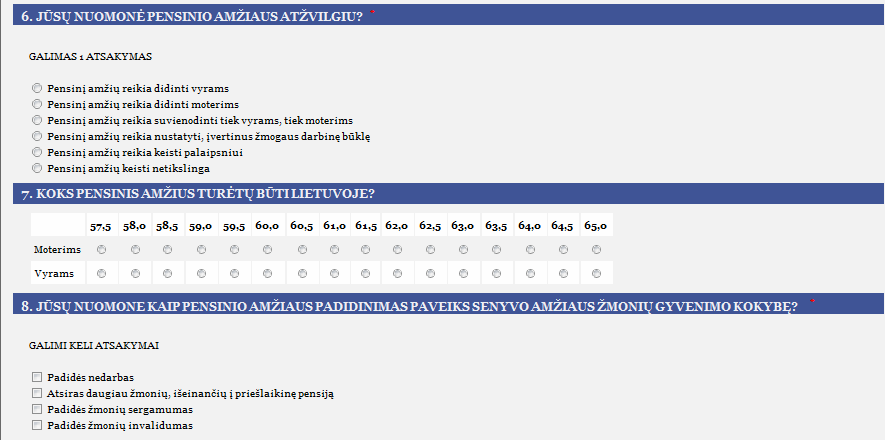 6. JŪSŲ NUOMONĖ PENSINIO AMŽIAUS ATŽVILGIU? *
GALIMAS 1 ATSAKYMAS
Pensinį amžių reikia didinti vyrams
Pensinį amžių reikia didinti moterims
Pensinį amžių reikia suvienodinti tiek vyrams, tiek moterims
Pensinį amžių reikia nustatyti, įvertinus žmogaus darbinę būklę
Pensinį amžių reikia keisti palaipsniui
Pensinį amžių keisti netikslinga
7. KOKS PENSINIS AMŽIUS TURĖTŲ BŪTI LIETUVOJE?
57,5 58,0 58,5 59,0 59,5 60,0 60,5 61,0 61,5 62,0 62,5 63,0 63,5 64,0 64,5 65,0
Moterims
Vyrams
8. JŪSŲ NUOMONE KAIP PENSINIO AMŽIAUS PADIDINIMAS PAVEIKS SENYVO AMŽIAUS ŽMONIŲ GYVENIMO KOKYBĘ? *
GALIMI KELI ATSAKYMAI
Padidės nedarbas
Atsiras daugiau žmonių, išeinančių į priešlaikinę pensiją
Padidės žmonių sergamumas
Padidės žmonių invalidumas